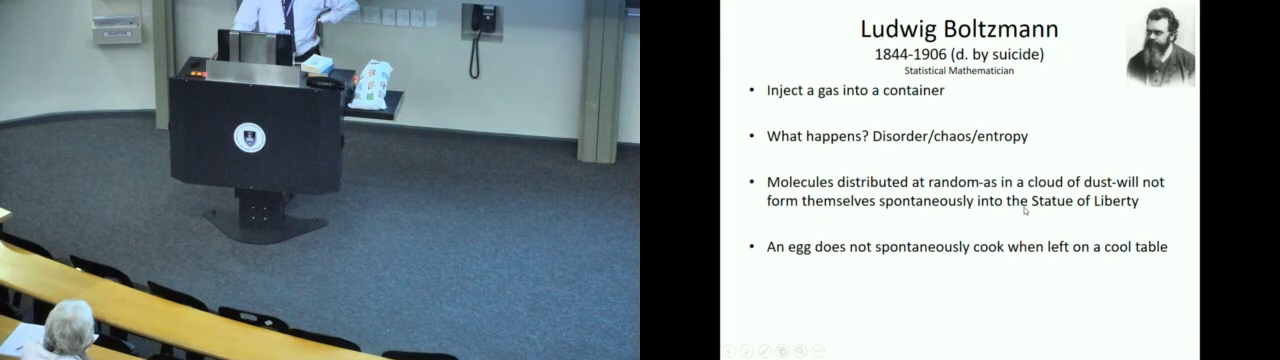 Ludwig Boltzmann
1844-1906 (d. by suicide)
Statistical Mathematician
• Inject a gas into a container
• What happens? Disorder/chaos/entropy
• Molecules distributed at random-as in a cloud of dust-will not
form themselves spontaneously into the Statue of Liberty
• An egg does not spontaneously cook when left on a cool table